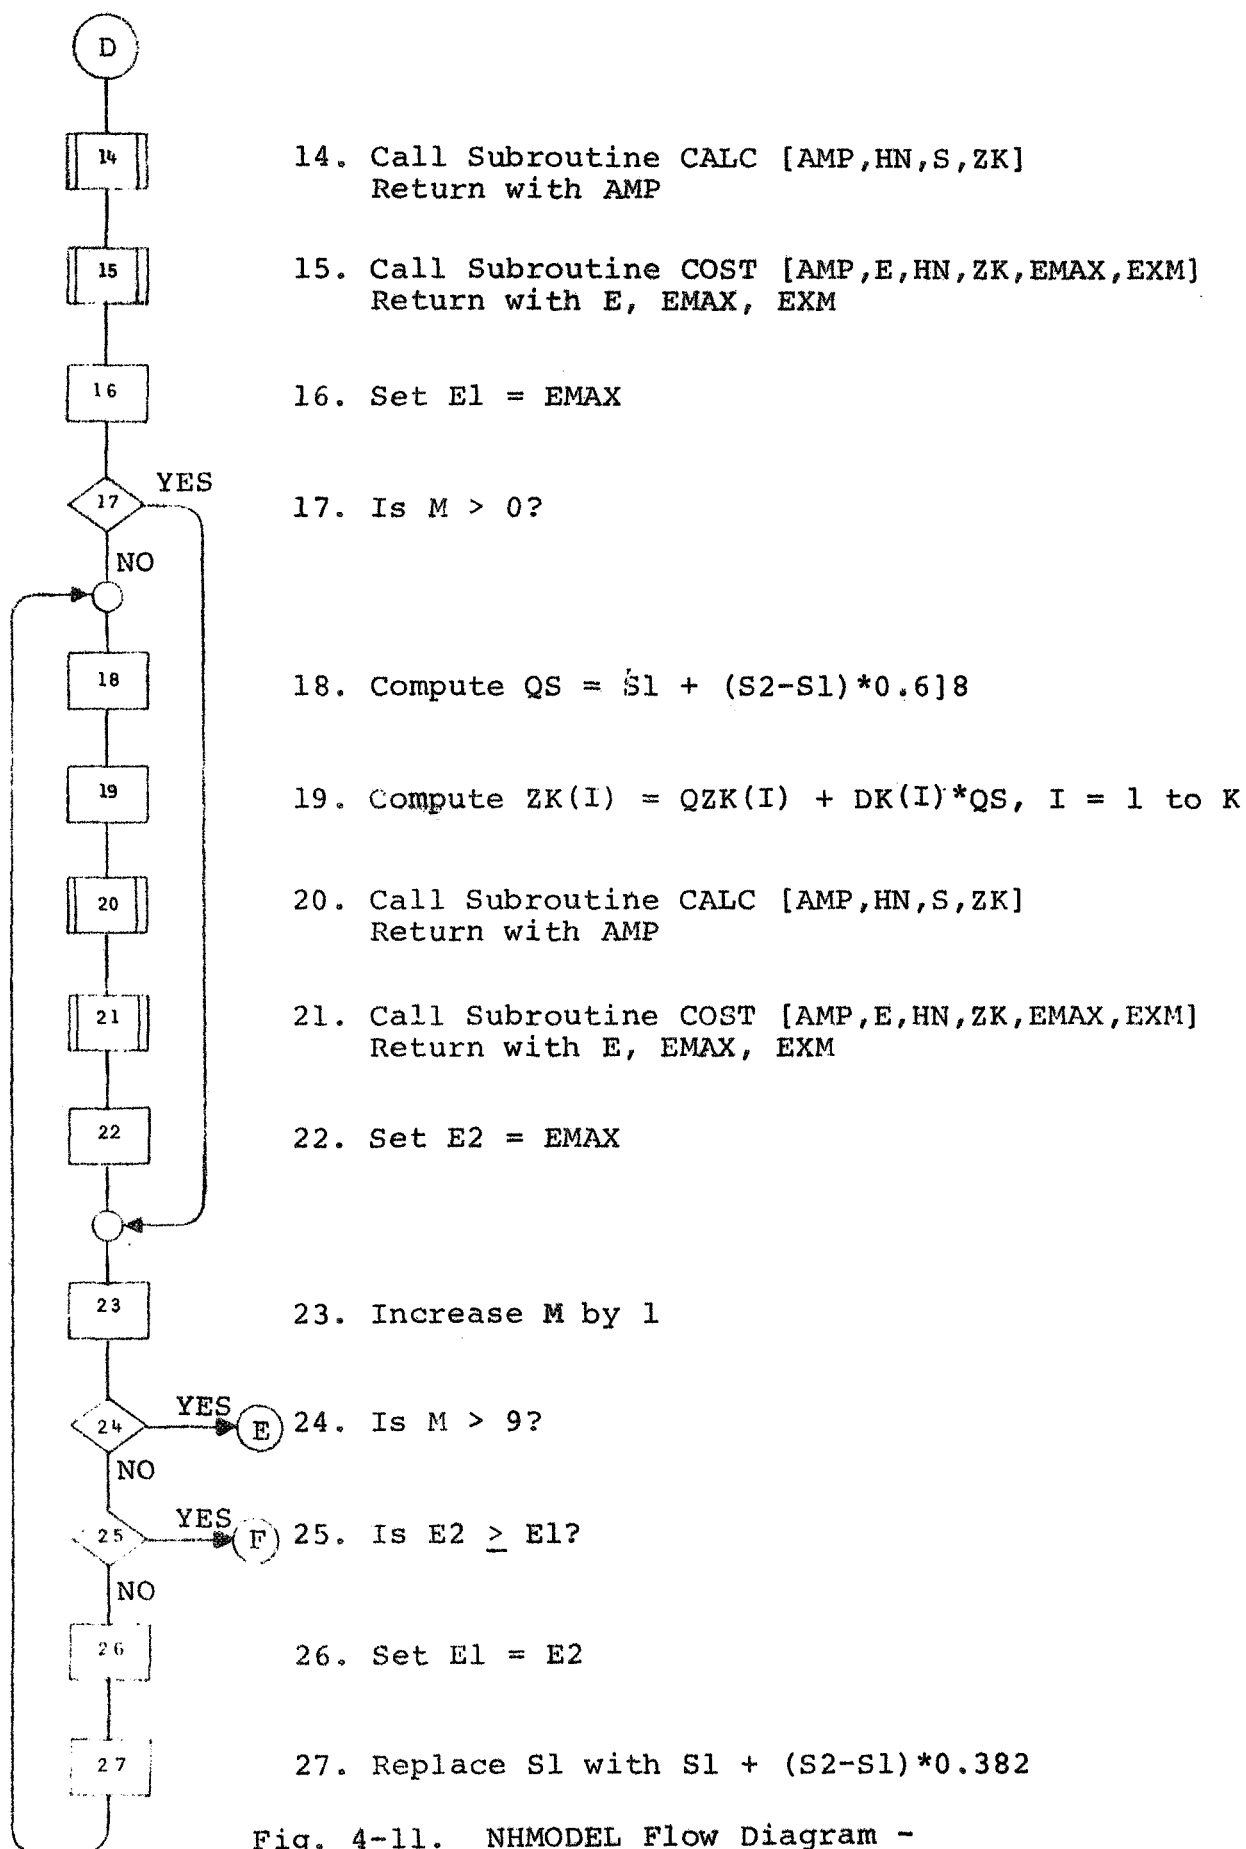 D
14
14. Call Subroutine CALC [AMP,HN,S,ZK]
Return with AMP
15
15. Call Subroutine COST [AMP,E,HN,ZK,EMAX,EXM]
Return with E, EMAX, EXM
16
16. Set E1 = EMAX
17
YES
17. Is M > 0?
NO
18
18. Compute QS = S1 + (S2-S1)*0.6]8
19
19. Compute ZK(I) = QZK(I) + DK(I)*QS, I = 1 to K
20
20. Call Subroutine CALC [AMP,HN,S,ZK]
Return with AMP
21
21. Call Subroutine COST [AMP,E,HN,ZK,EMAX,EXM]
Return with E, EMAX, EXM
22
22. Set E2 = EMAX
23
23. Increase M by 1
24
YES
E
24. Is M > 9?
NO
25
YES
F
25. Is E2 ≥ E1?
NO
26
26. Set E1 = E2
27
27. Replace S1 with S1 + (S2-S1)*0.382
Fig. 4-11. NHMODEL Flow Diagram -